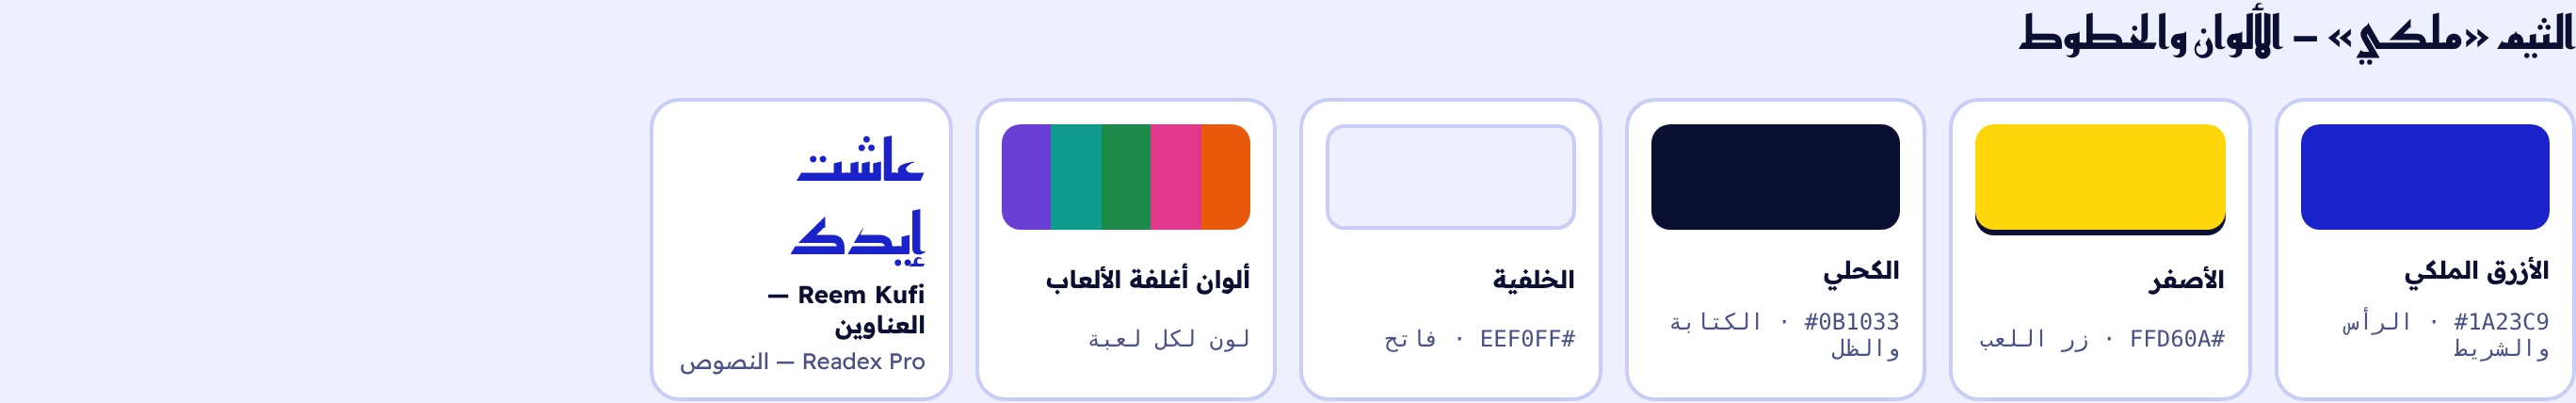 الثيم «ملكي» – الألوان والخطوط
الأزرق الملكي
#1A23C9 · الرأس
والشريط
الأصفر
FFD60A# · زر اللعب
الكحلي
#0B1033 · الكتابة
والظل
الخلفية
EEF0FF# · فاتح
ألوان أغلفة الألعاب
لون لكل لعبة
عاشت
إيدك
Reem Kufi –
العناوين
Readex Pro – النصوص